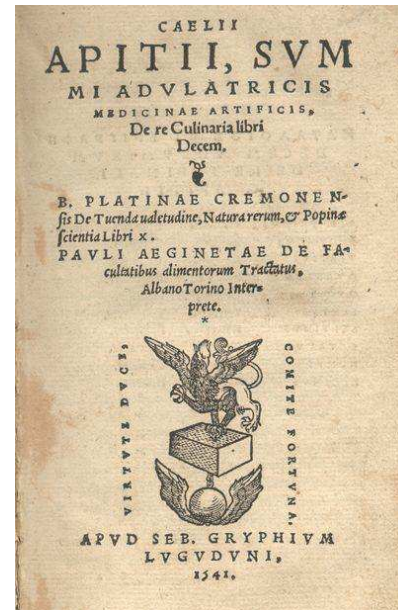 CAELII
APITII, SVM
MI ADVLATRICIS
MEDICINAE ARTIFICIS,
De re Culinaria libri
Decem.
B. PLATINAE CREMONEN-
sis De Tuenda ualetudine, Natura rerum, & Popinæ
scientia Libri x.
PAVLI AEGINETAE DE FA-
cultatibus alimentorum Tractatus,
Albano Torino Inter-
prete.
*
VIRTVTE DVCE,
COMITE FORTVNA.
APVD SEB. GRYPHIVM
LVGVDVNI,
1541.